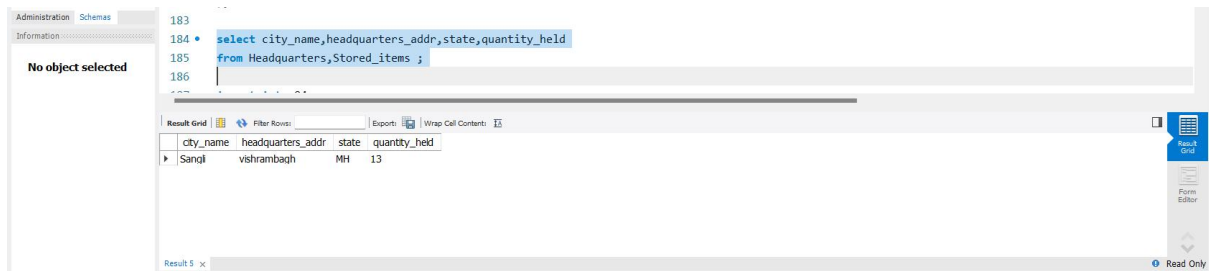 Administration Schemas
Information
No object selected
183
184 select city_name,headquarters_addr,state,quantity_held
185 from Headquarters,Stored_items ;
186
Result Grid Filter Rows: Export: Wrap Cell Content: IA
city_name headquarters_addr state quantity_held
Sangli vishrambagh MH 13
Result Grid
Form Editor
Result 5 x
Read Only